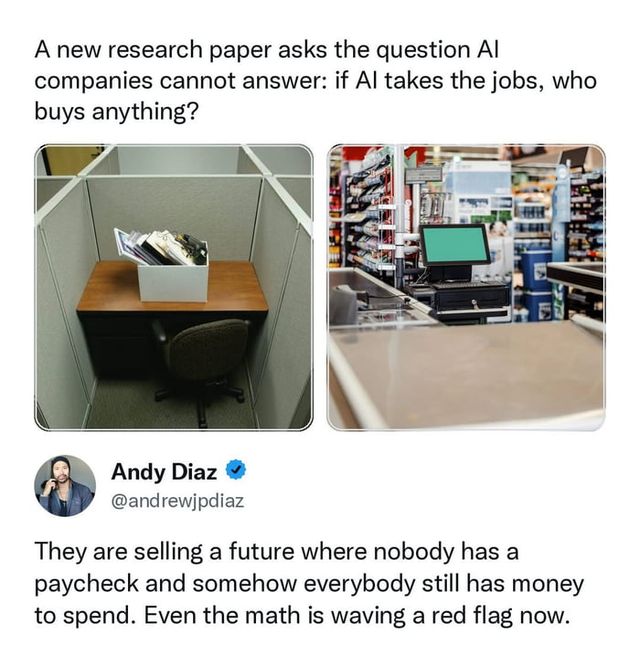 A new research paper asks the question AI
companies cannot answer: if AI takes the jobs, who
buys anything?
Andy Diaz
@andrewjpdiaz
They are selling a future where nobody has a
paycheck and somehow everybody still has money
to spend. Even the math is waving a red flag now.